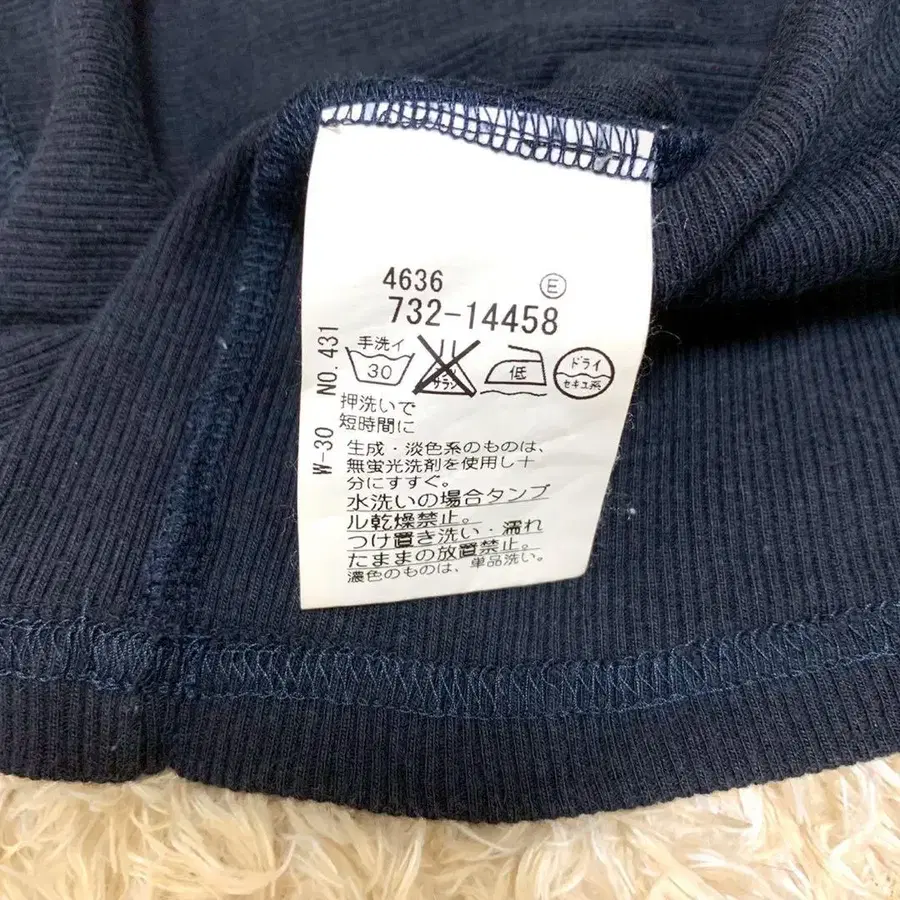 4636 E
732-14458
手洗イ
30
エンソ
サラシ
低
ドライ
セキユ系
押洗いで
短時間に
生成・淡色系のものは、
無蛍光洗剤を使用し十
分にすすぐ。
水洗いの場合タンブ
ル乾燥禁止。
つけ置き洗い・濡れ
たままの放置禁止。
濃色のものは、単品洗い。
W-30 NO.431